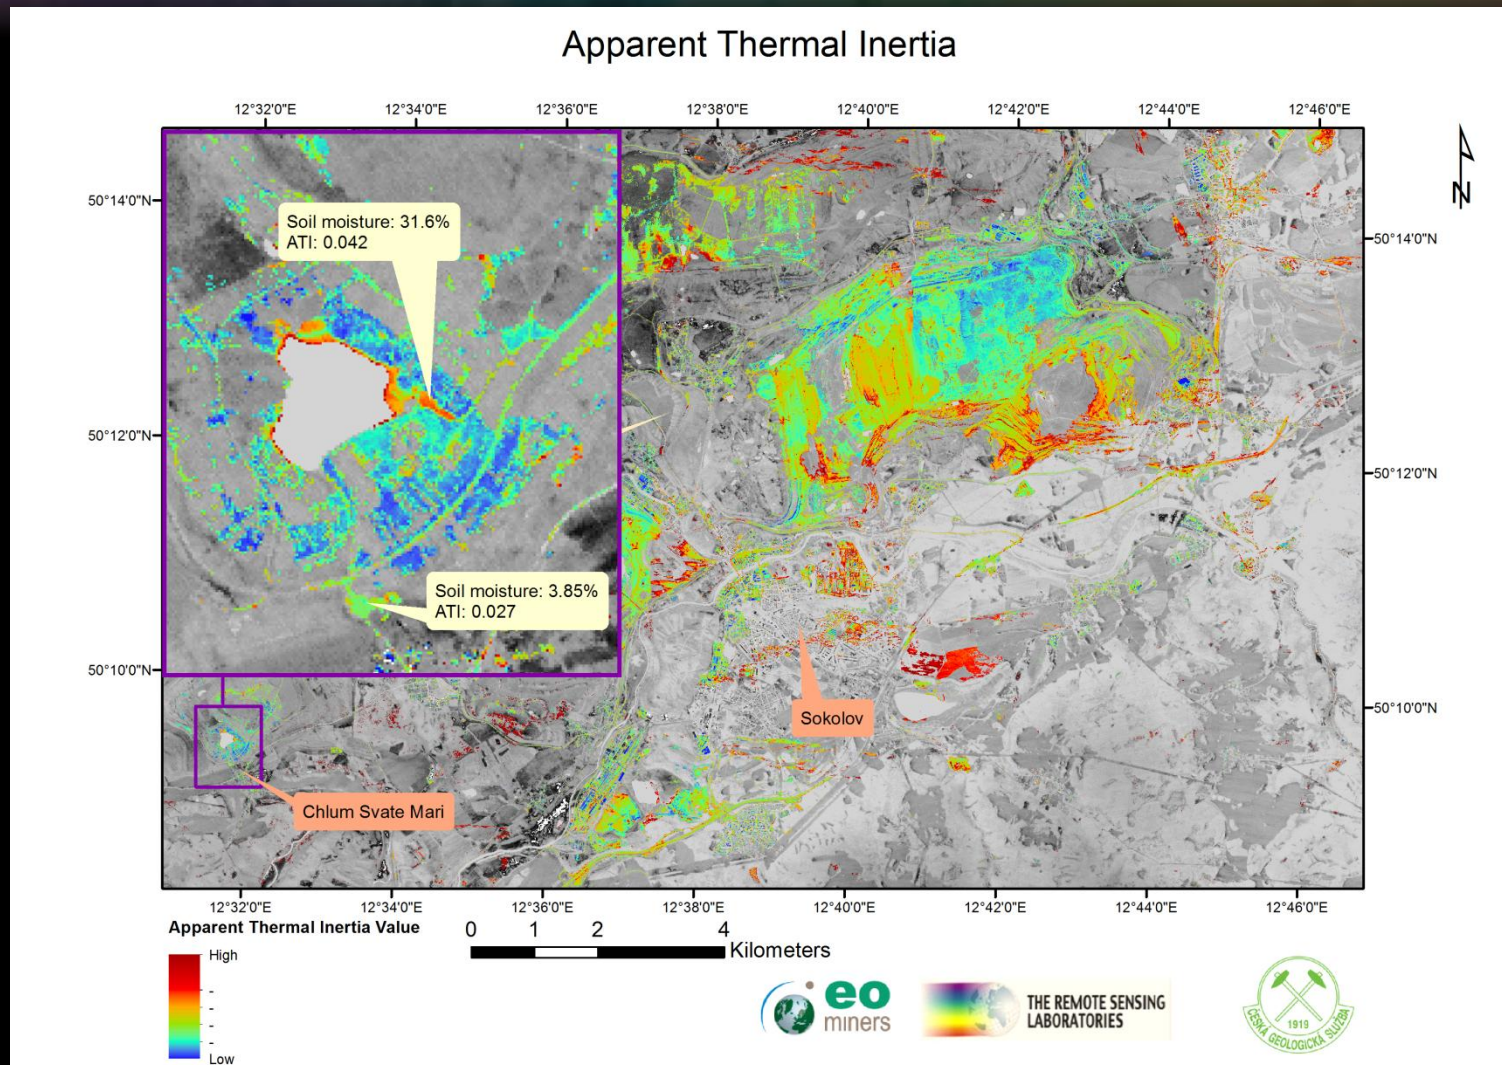 Apparent Thermal Inertia
12°32'0"E
12°34'0"E
12°36'0"E
12°38'0"E
12°40'0"E
12°42'0"E
12°44'0"E
12°46'0"E
50°14'0"N
50°12'0"N
50°10'0"N
Soil moisture: 31.6%
ATI: 0.042
Soil moisture: 3.85%
ATI: 0.027
N
50°14'0"N
50°12'0"N
50°10'0"N
Sokolov
Chlum Svate Mari
12°32'0"E
12°34'0"E
12°36'0"E
12°38'0"E
12°40'0"E
12°42'0"E
12°44'0"E
12°46'0"E
Apparent Thermal Inertia Value
High
-
-
-
-
Low
0 1 2 4
Kilometers
eo
miners
THE REMOTE SENSING
LABORATORIES
1919
ČESKÁ GEOLOGICKÁ SLUŽBA